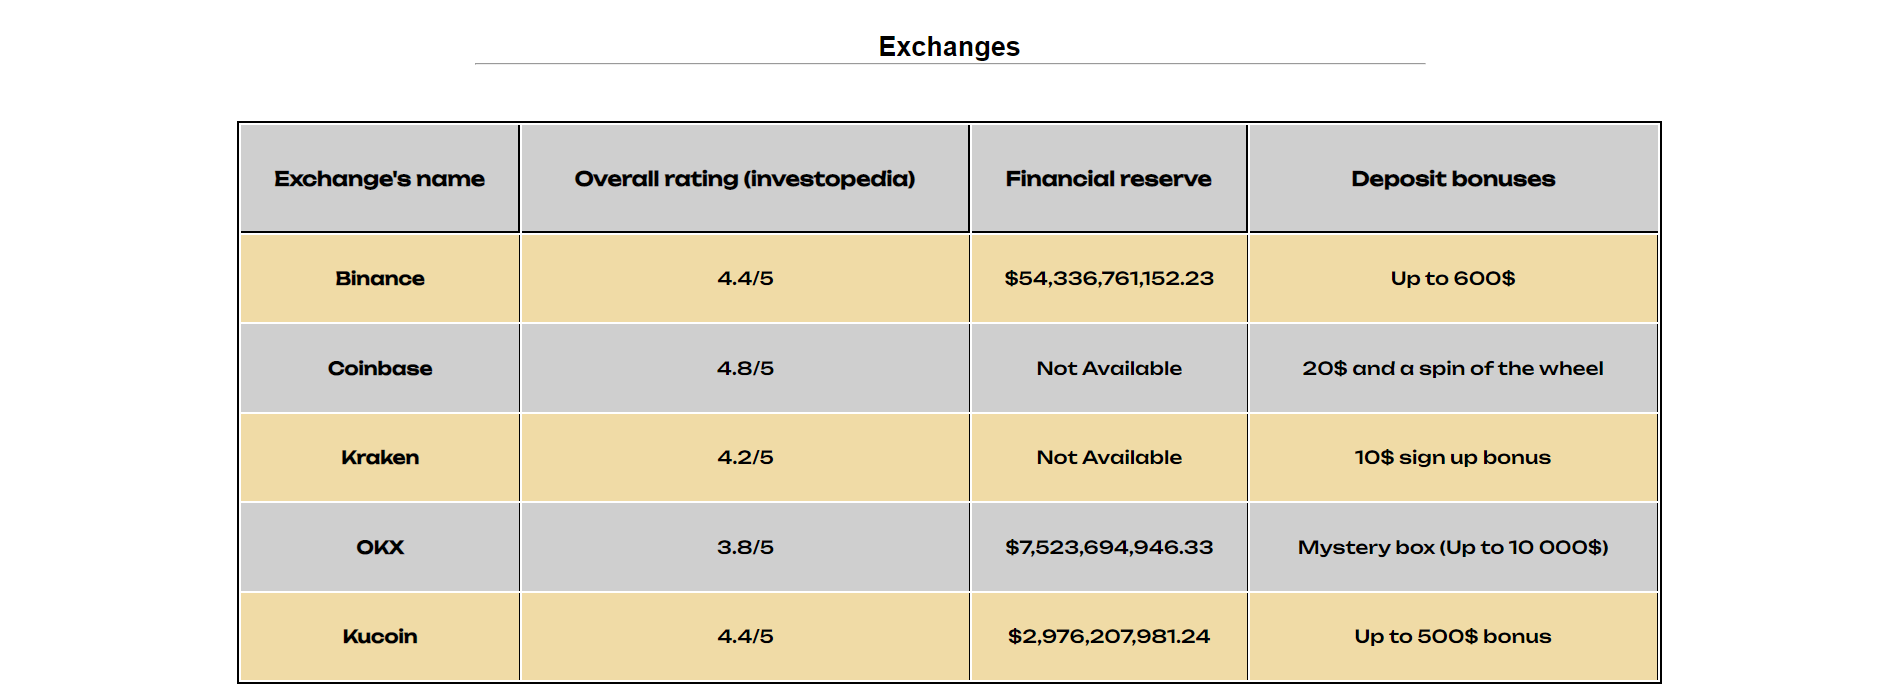 Exchanges
Exchange's name Overall rating (investopedia) Financial reserve Deposit bonuses
Binance 4.4/5 $54,336,761,152.23 Up to 600$
Coinbase 4.8/5 Not Available 20$ and a spin of the wheel
Kraken 4.2/5 Not Available 10$ sign up bonus
OKX 3.8/5 $7,523,694,946.33 Mystery box (Up to 10 000$)
Kucoin 4.4/5 $2,976,207,981.24 Up to 500$ bonus